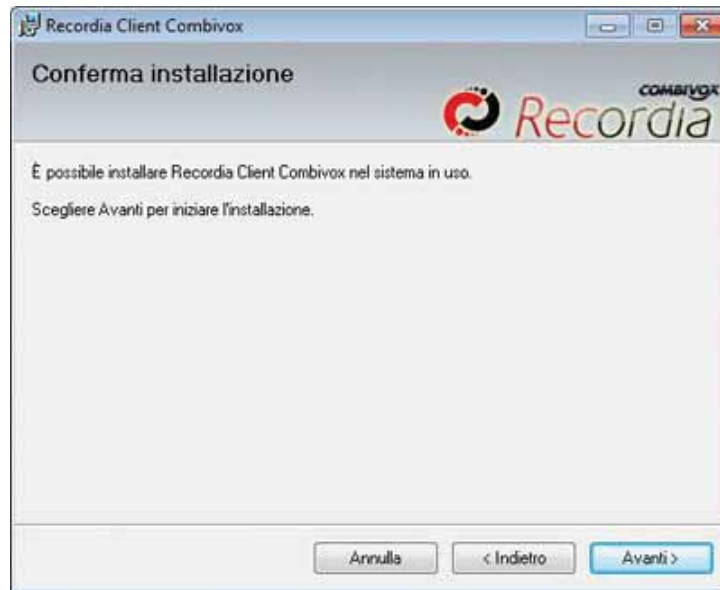 Recordia Client Combivox
Conferma installazione
COMBIVOX
Recordia
È possibile installare Recordia Client Combivox nel sistema in uso.
Scegliere Avanti per iniziare l'installazione.
Annulla
< Indietro
Avanti >